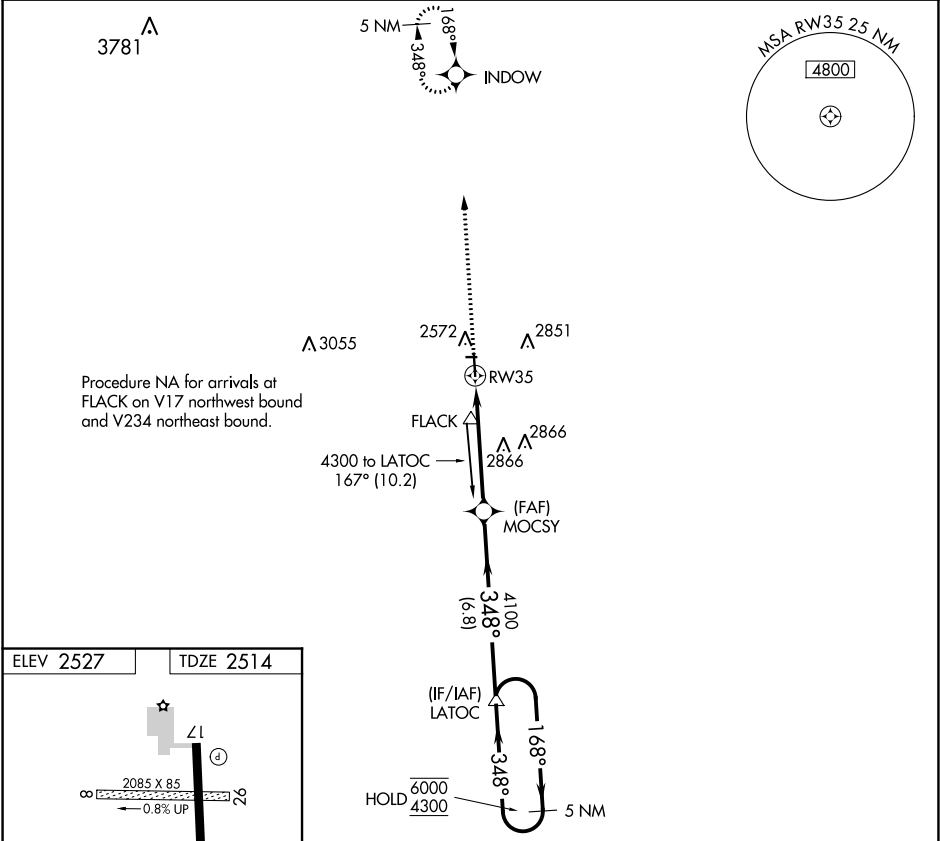 3781
5 NM
168°
348°
INDOW
MSA RW35 25 NM
4800
3055
2572
2851
RW35
Procedure NA for arrivals at
FLACK on V17 northwest bound
and V234 northeast bound.
FLACK
2866
2866
4300 to LATOC
167° (10.2)
(FAF)
MOCSY
4100
348°
(6.8)
ELEV 2527
TDZE 2514
(IF/IAF)
LATOC
168°
348°
HOLD
6000
4300
5 NM
17
P
2085 X 85
8
26
0.8% UP